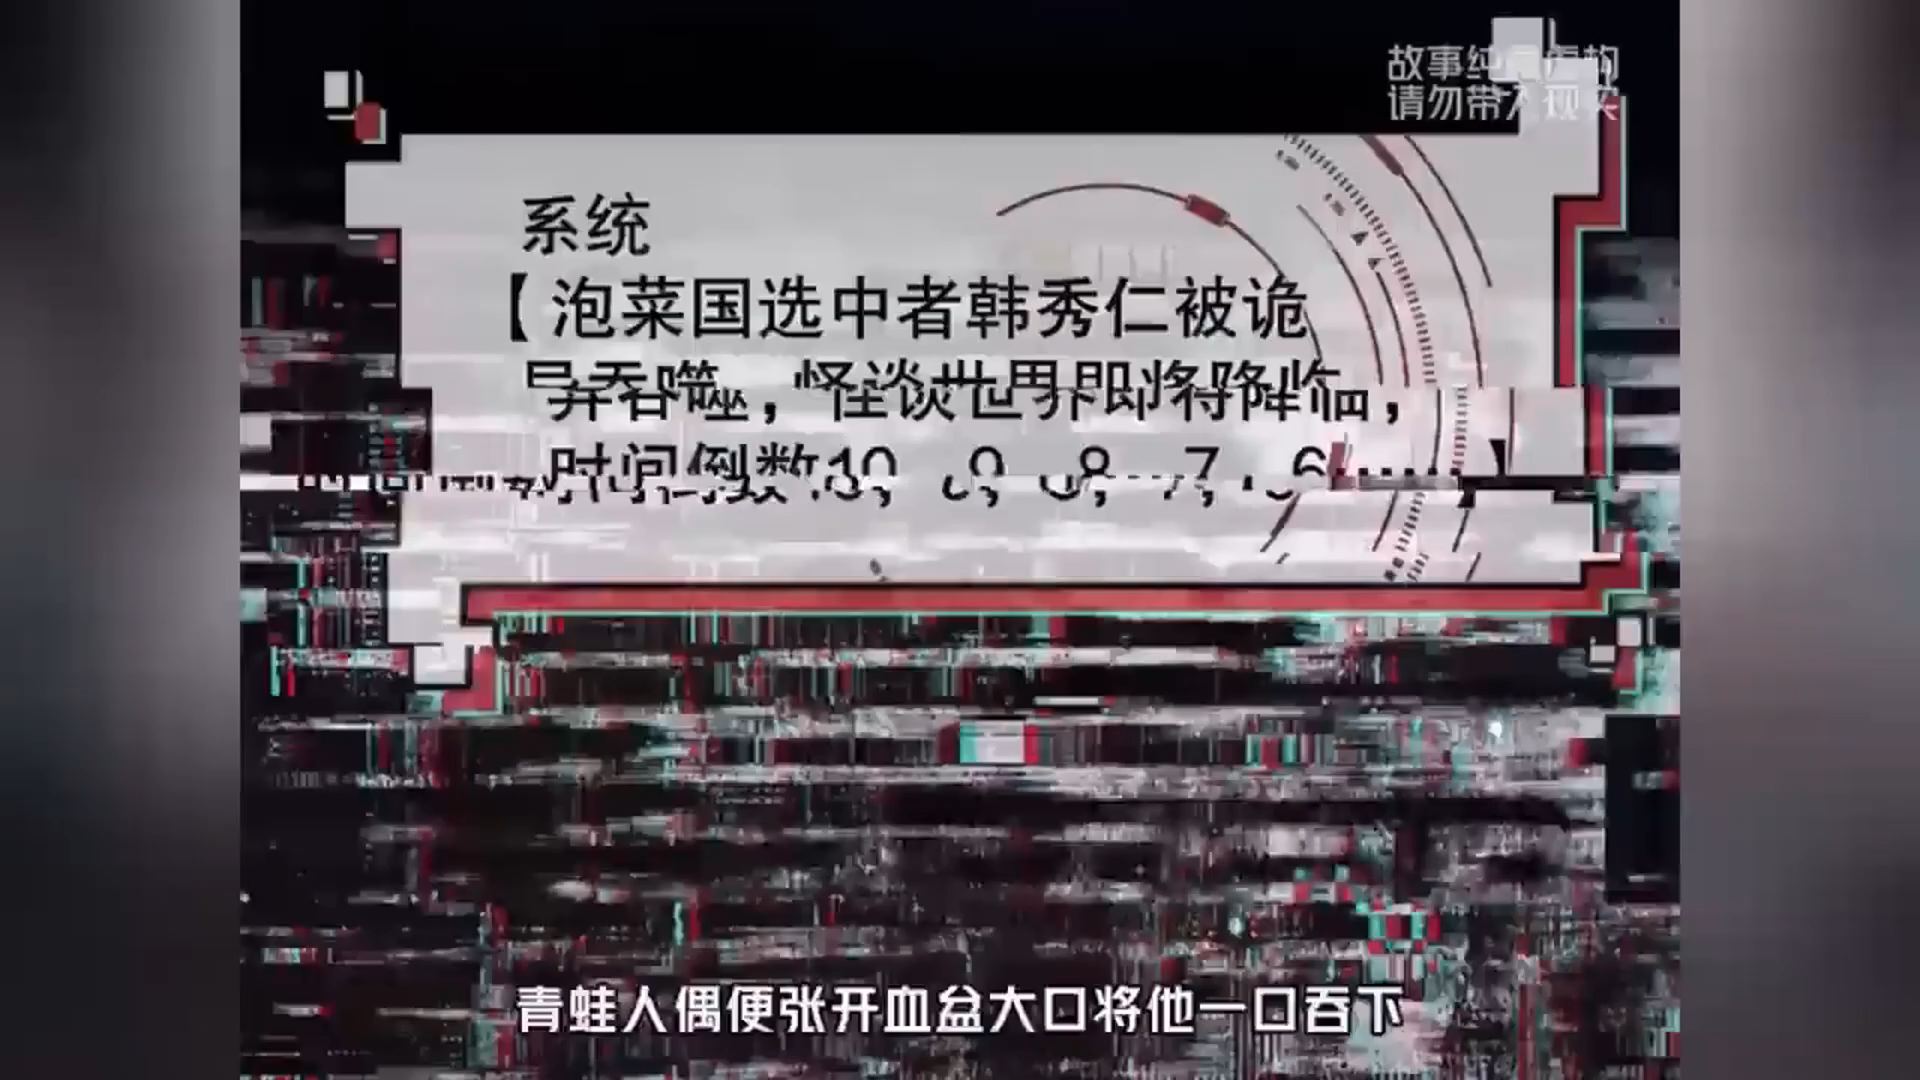 故事纯属虚构
请勿带入现实
系统
【泡菜国选中者韩秀仁被诡
异吞噬，怪谈世界即将降临，
时间倒数:10，9，8，7，6……】
青蛙人偶便张开血盆大口将他一口吞下